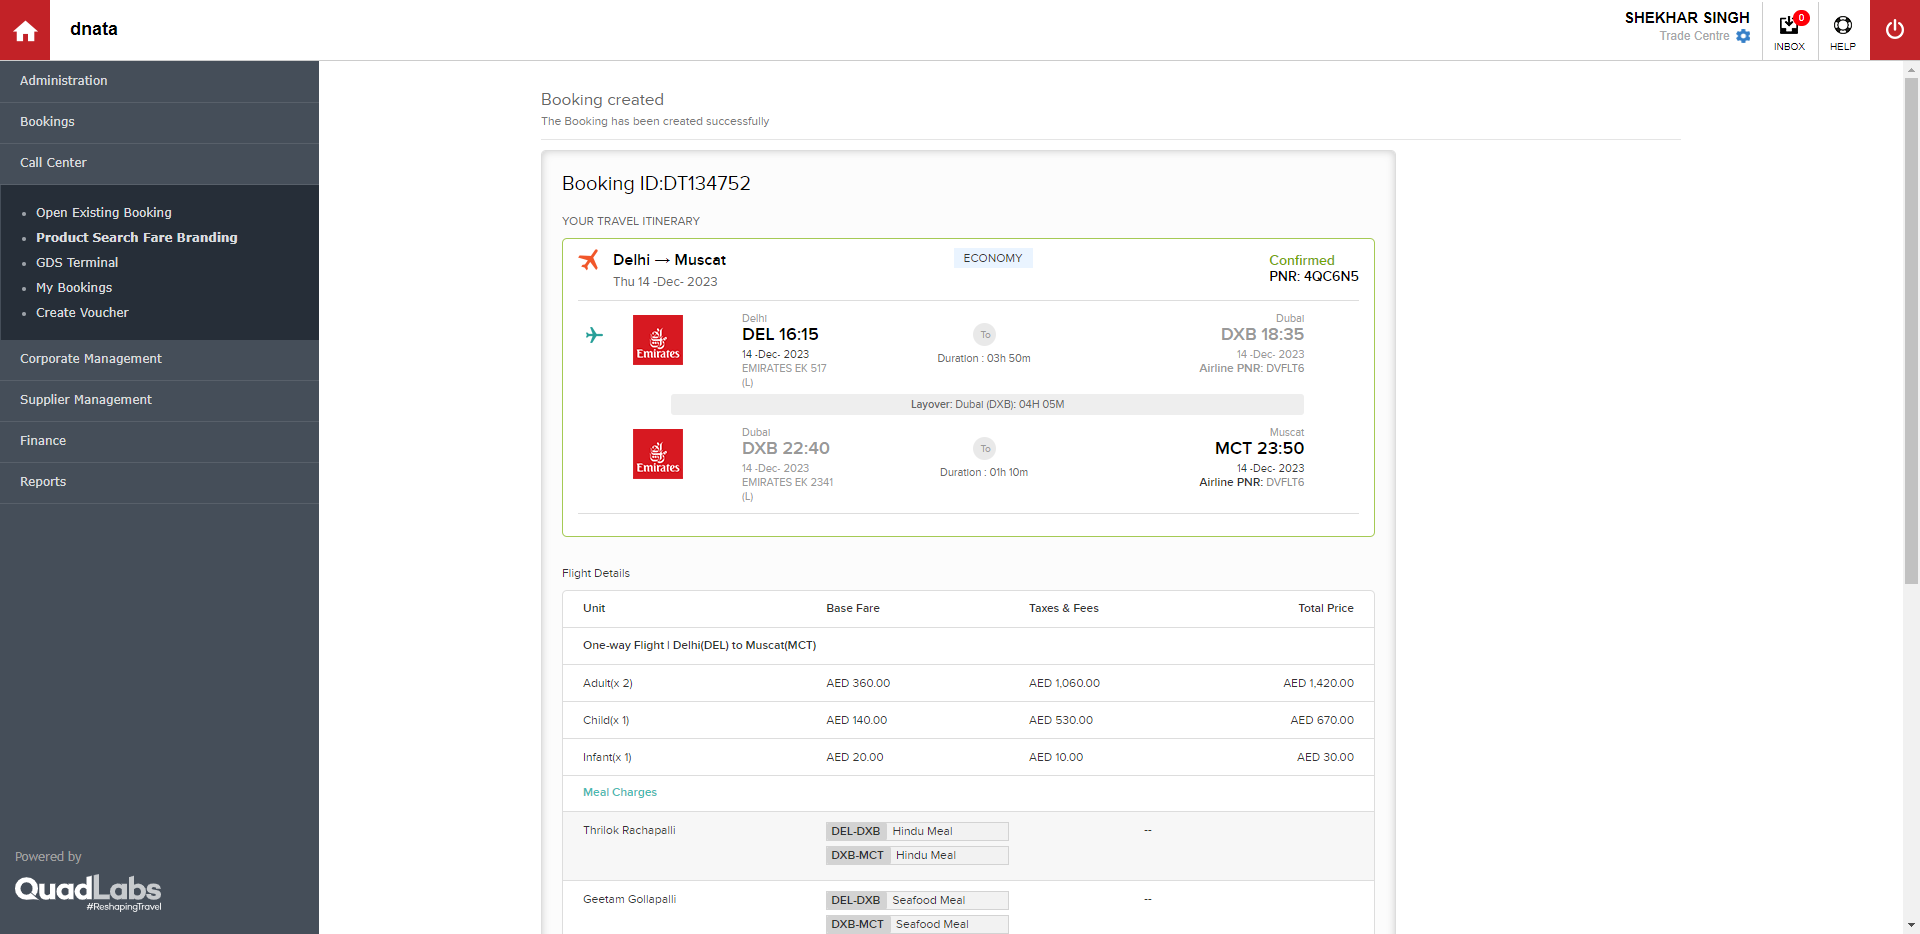 dnata
SHEKHAR SINGH
Trade Centre
0
INBOX
HELP
Administration
Bookings
Call Center
Open Existing Booking
Product Search Fare Branding
GDS Terminal
My Bookings
Create Voucher
Corporate Management
Supplier Management
Finance
Reports
Powered by
QuadLabs
#ReshapingTravel
Booking created
The Booking has been created successfully
Booking ID:DT134752
YOUR TRAVEL ITINERARY
Delhi → Muscat
Thu 14 -Dec- 2023
ECONOMY
Confirmed
PNR: 4QC6N5
Emirates
Delhi
DEL 16:15
14 -Dec- 2023
EMIRATES EK 517
(L)
To
Duration : 03h 50m
Dubai
DXB 18:35
14 -Dec- 2023
Airline PNR: DVFLT6
Layover: Dubai (DXB): 04H 05M
Emirates
Dubai
DXB 22:40
14 -Dec- 2023
EMIRATES EK 2341
(L)
To
Duration : 01h 10m
Muscat
MCT 23:50
14 -Dec- 2023
Airline PNR: DVFLT6
Flight Details
Unit Base Fare Taxes & Fees Total Price
One-way Flight | Delhi(DEL) to Muscat(MCT)
Adult(x 2) AED 360.00 AED 1,060.00 AED 1,420.00
Child(x 1) AED 140.00 AED 530.00 AED 670.00
Infant(x 1) AED 20.00 AED 10.00 AED 30.00
Meal Charges
Thrilok Rachapalli DEL-DXB Hindu Meal --
DXB-MCT Hindu Meal
Geetam Gollapalli DEL-DXB Seafood Meal --
DXB-MCT Seafood Meal